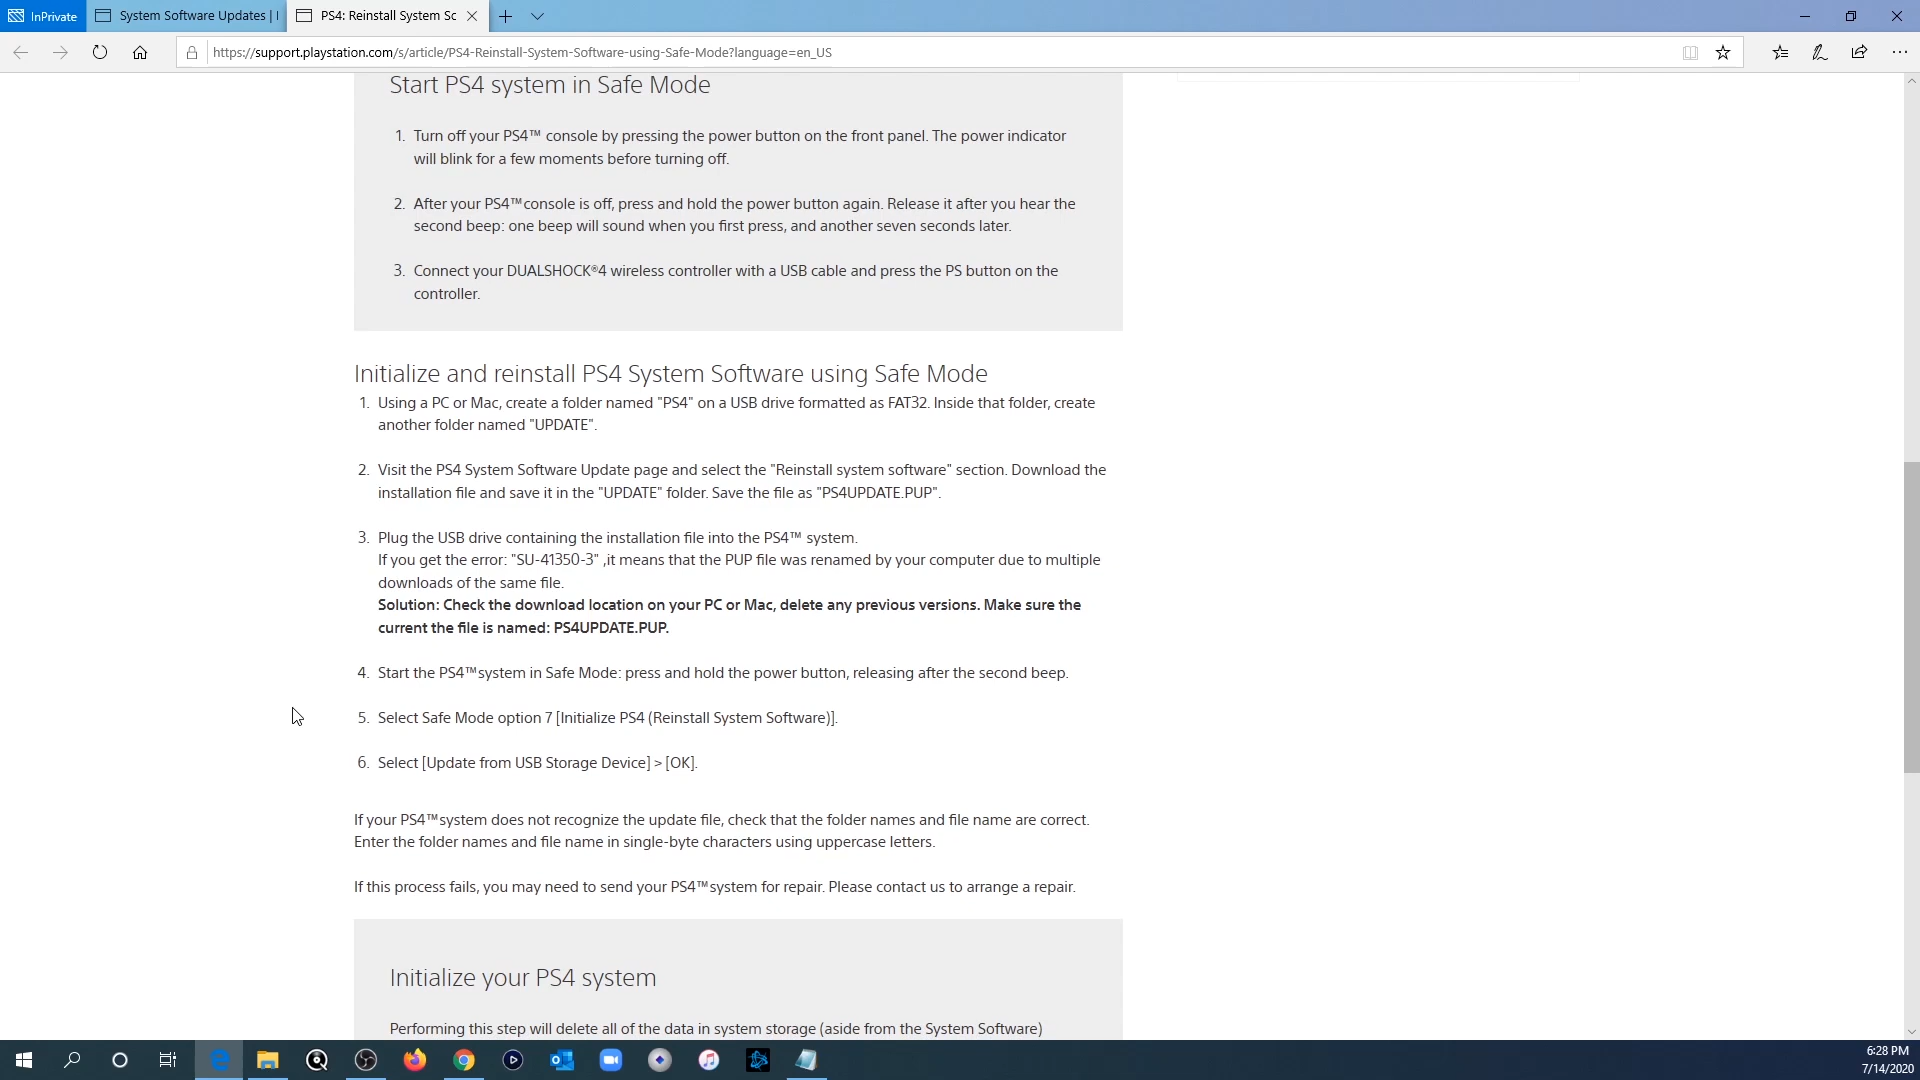 InPrivate
System Software Updates |
PS4: Reinstall System Sc
https://support.playstation.com/s/article/PS4-Reinstall-System-Software-using-Safe-Mode?language=en_US
Start PS4 system in Safe Mode
1. Turn off your PS4™ console by pressing the power button on the front panel. The power indicator
will blink for a few moments before turning off.
2. After your PS4™console is off, press and hold the power button again. Release it after you hear the
second beep: one beep will sound when you first press, and another seven seconds later.
3. Connect your DUALSHOCK®4 wireless controller with a USB cable and press the PS button on the
controller.
Initialize and reinstall PS4 System Software using Safe Mode
1. Using a PC or Mac, create a folder named "PS4" on a USB drive formatted as FAT32. Inside that folder, create
another folder named "UPDATE".
2. Visit the PS4 System Software Update page and select the "Reinstall system software" section. Download the
installation file and save it in the "UPDATE" folder. Save the file as "PS4UPDATE.PUP".
3. Plug the USB drive containing the installation file into the PS4™ system.
If you get the error: "SU-41350-3" ,it means that the PUP file was renamed by your computer due to multiple
downloads of the same file.
Solution: Check the download location on your PC or Mac, delete any previous versions. Make sure the
current the file is named: PS4UPDATE.PUP.
4. Start the PS4™system in Safe Mode: press and hold the power button, releasing after the second beep.
5. Select Safe Mode option 7 [Initialize PS4 (Reinstall System Software)].
6. Select [Update from USB Storage Device] > [OK].
If your PS4™system does not recognize the update file, check that the folder names and file name are correct.
Enter the folder names and file name in single-byte characters using uppercase letters.
If this process fails, you may need to send your PS4™system for repair. Please contact us to arrange a repair.
Initialize your PS4 system
Performing this step will delete all of the data in system storage (aside from the System Software)
6:28 PM
7/14/2020